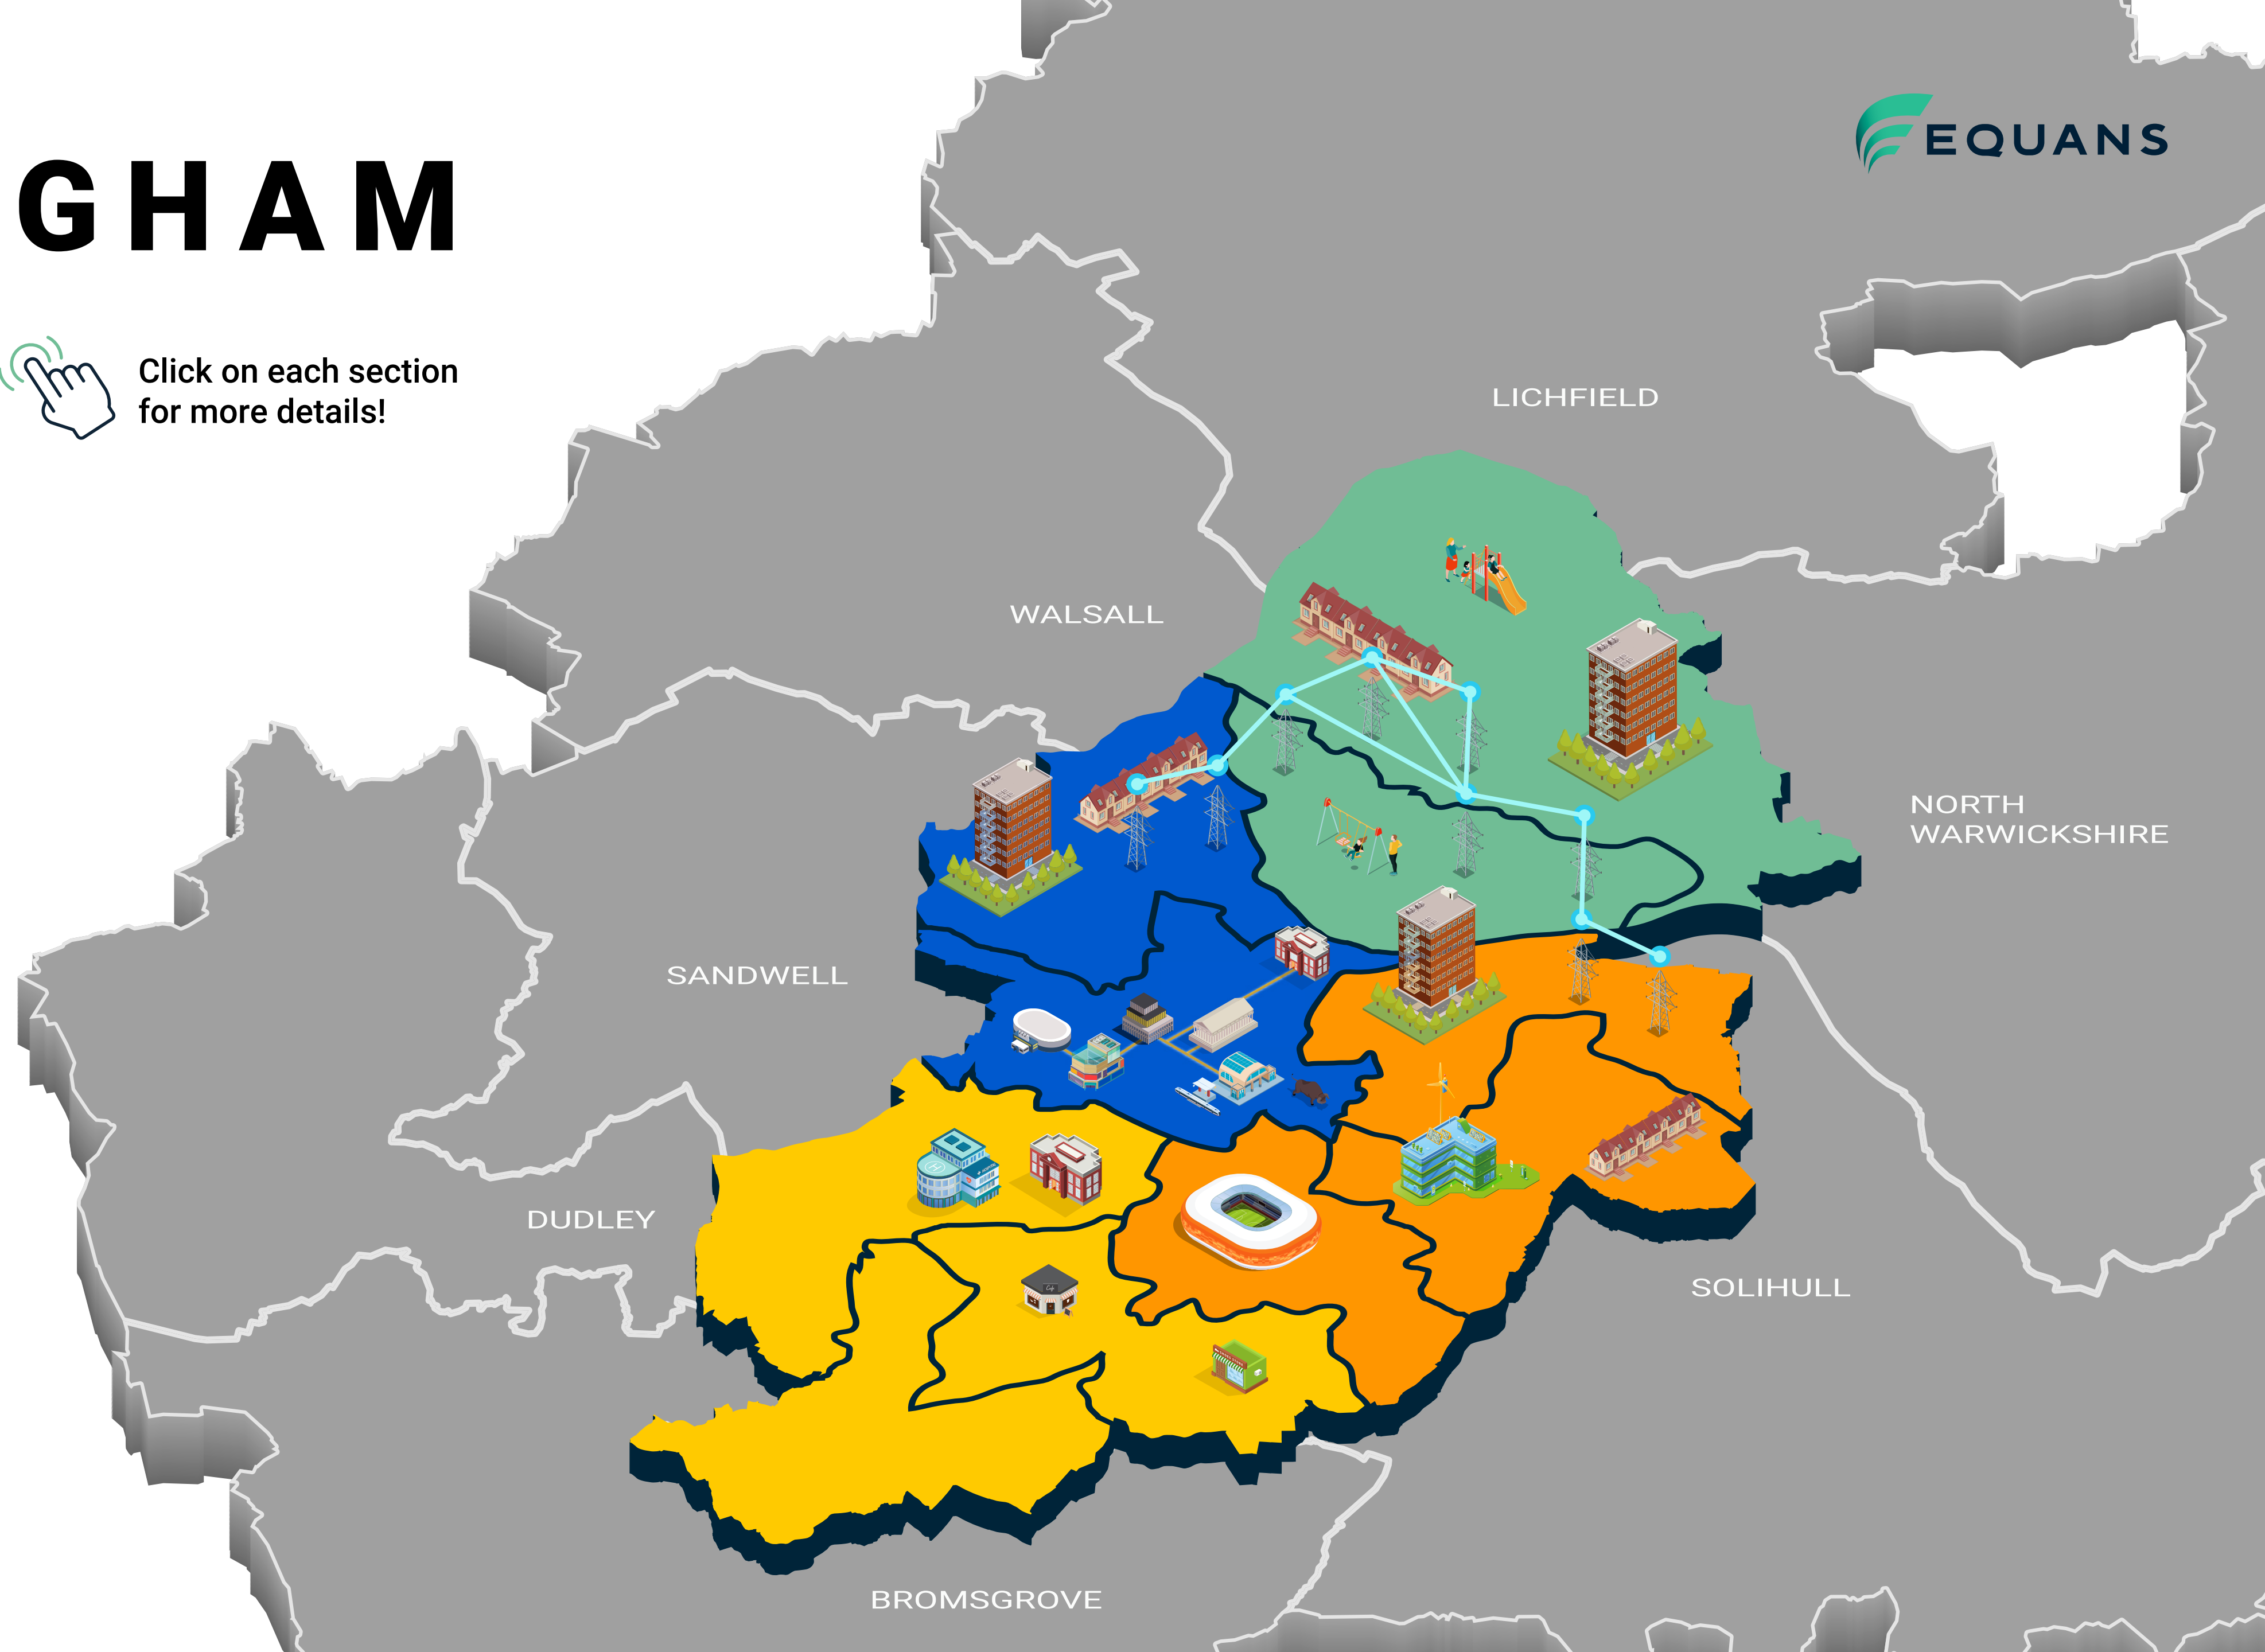 GHAM
EQUANS
Click on each section
for more details!
LICHFIELD
WALSALL
NORTH
WARWICKSHIRE
SANDWELL
DUDLEY
SOLIHULL
BROMSGROVE